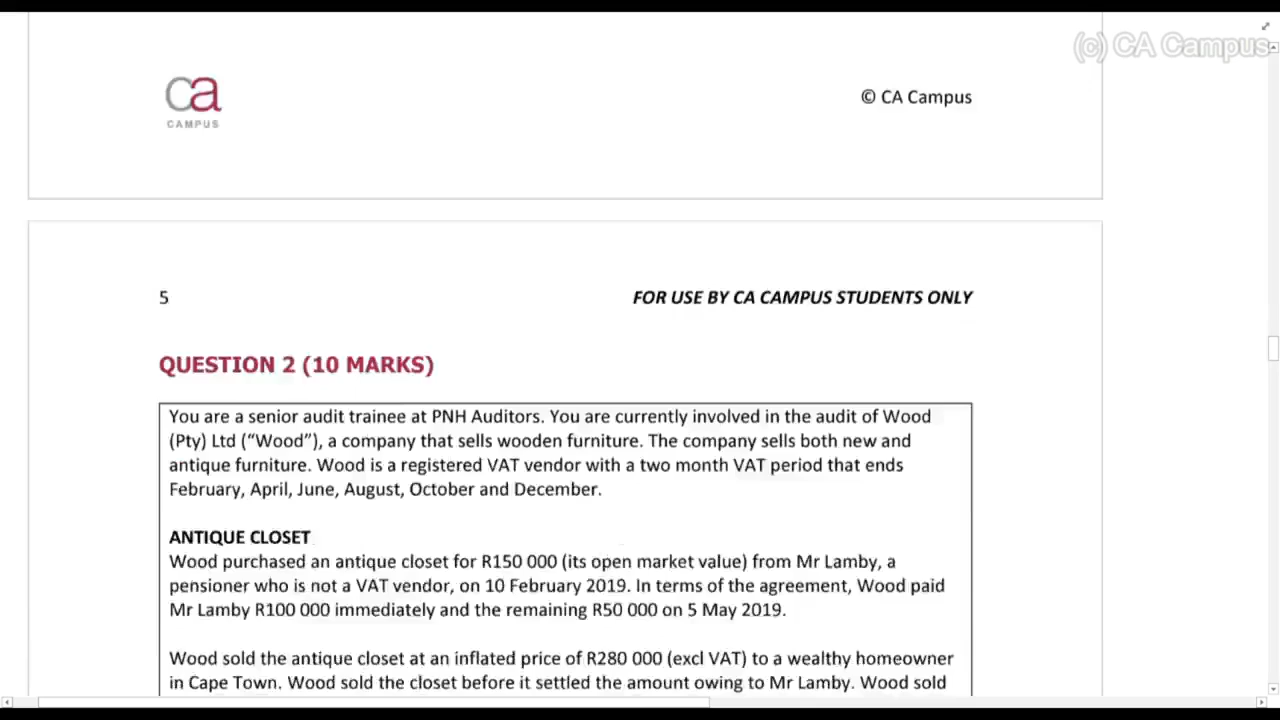 (c) CA Campus
ca
CAMPUS
© CA Campus
5
FOR USE BY CA CAMPUS STUDENTS ONLY
QUESTION 2 (10 MARKS)
You are a senior audit trainee at PNH Auditors. You are currently involved in the audit of Wood
(Pty) Ltd (“Wood”), a company that sells wooden furniture. The company sells both new and
antique furniture. Wood is a registered VAT vendor with a two month VAT period that ends
February, April, June, August, October and December.
ANTIQUE CLOSET
Wood purchased an antique closet for R150 000 (its open market value) from Mr Lamby, a
pensioner who is not a VAT vendor, on 10 February 2019. In terms of the agreement, Wood paid
Mr Lamby R100 000 immediately and the remaining R50 000 on 5 May 2019.
Wood sold the antique closet at an inflated price of R280 000 (excl VAT) to a wealthy homeowner
in Cape Town. Wood sold the closet before it settled the amount owing to Mr Lamby. Wood sold